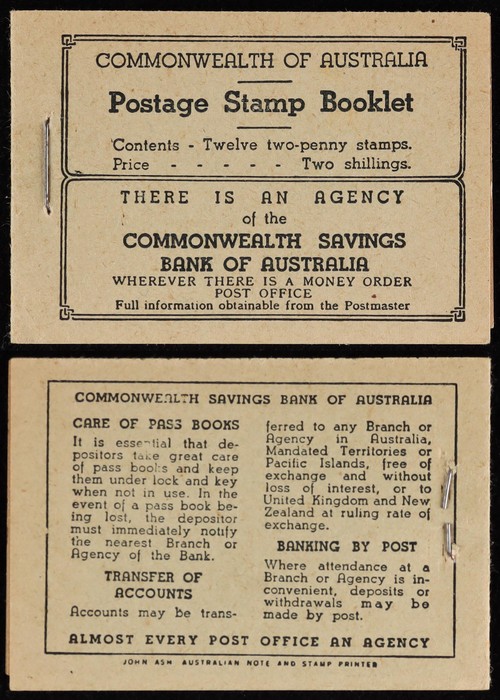 COMMONWEALTH OF AUSTRALIA
Postage Stamp Booklet
Contents - Twelve two-penny stamps.
Price - - - - - Two shillings.
THERE IS AN AGENCY
of the
COMMONWEALTH SAVINGS
BANK OF AUSTRALIA
WHEREVER THERE IS A MONEY ORDER
POST OFFICE
Full information obtainable from the Postmaster
COMMONWEALTH SAVINGS BANK OF AUSTRALIA
CARE OF PASS BOOKS
It is essential that de-
positors take great care
of pass books and keep
them under lock and key
when not in use. In the
event of a pass book be-
ing lost, the depositor
must immediately notify
the nearest Branch or
Agency of the Bank.
TRANSFER OF
ACCOUNTS
Accounts may be trans-
ferred to any Branch or
Agency in Australia,
Mandated Territories or
Pacific Islands, free of
exchange and without
loss of interest, or to
United Kingdom and New
Zealand at ruling rate of
exchange.
BANKING BY POST
Where attendance at a
Branch or Agency is in-
convenient, deposits or
withdrawals may be
made by post.
ALMOST EVERY POST OFFICE AN AGENCY
JOHN ASH AUSTRALIAN NOTE AND STAMP PRINTER